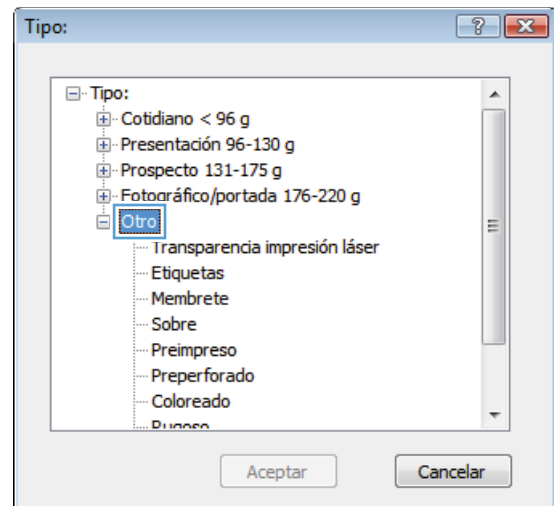 Tipo:
Tipo:
Cotidiano < 96 g
Presentación 96-130 g
Prospecto 131-175 g
Fotográfico/portada 176-220 g
Otro
Transparencia impresión láser
Etiquetas
Membrete
Sobre
Preimpreso
Preperforado
Coloreado
Rugoso
Aceptar
Cancelar